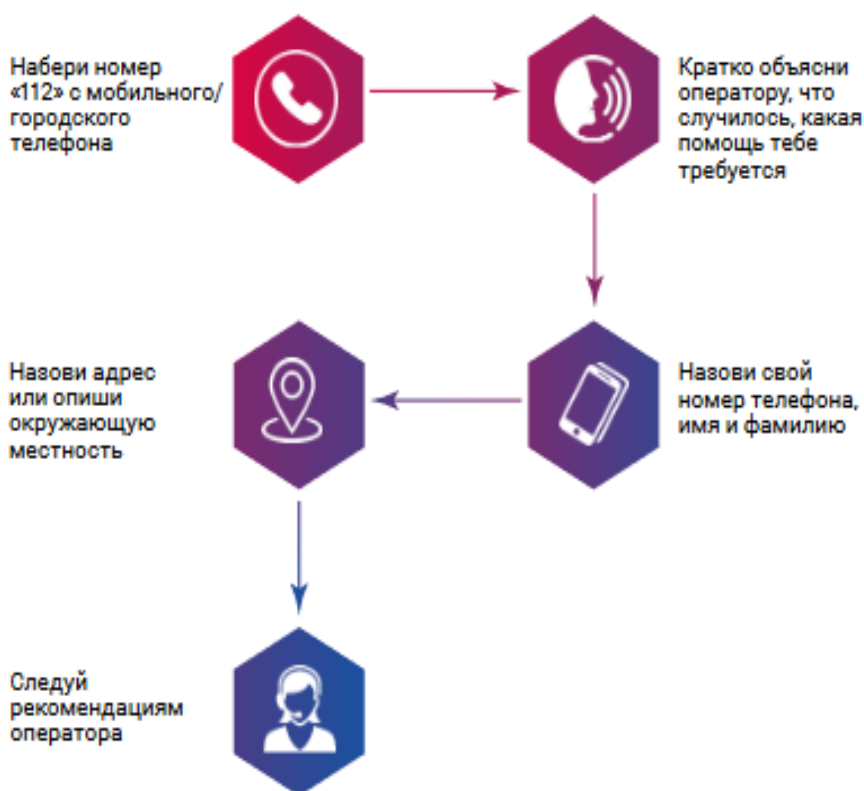 Набери номер
«112» с мобильного/
городского
телефона
Кратко объясни
оператору, что
случилось, какая
помощь тебе
требуется
Назови свой
номер телефона,
имя и фамилию
Назови адрес
или опиши
окружающую
местность
Следуй
рекомендациям
оператора